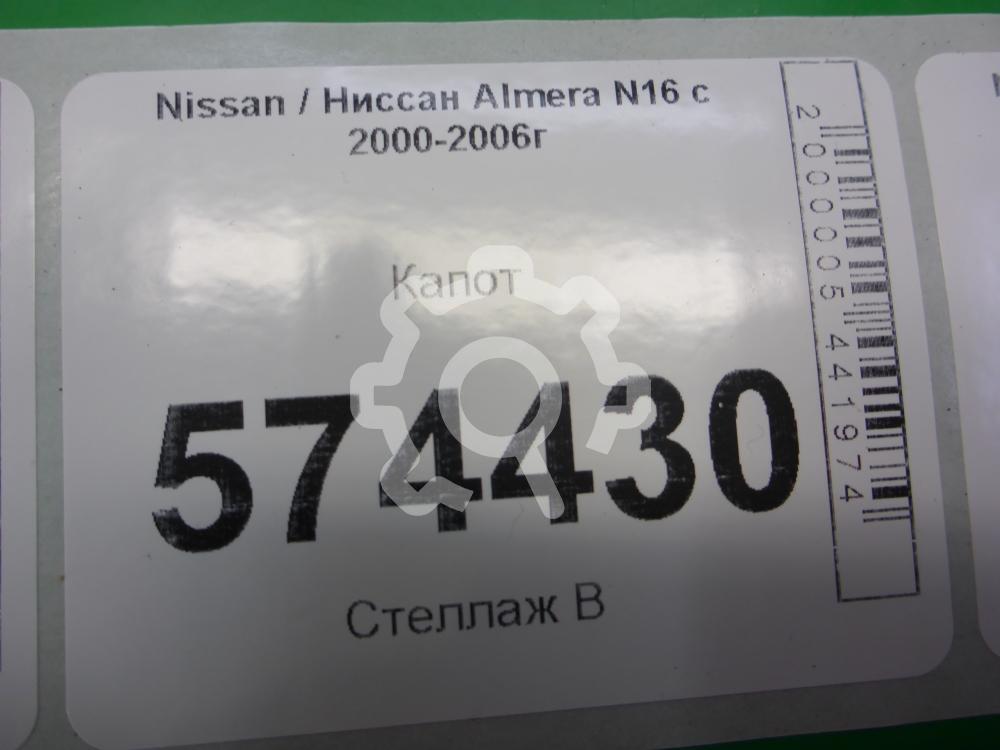 Nissan / Ниссан Almera N16 с
2000-2006г
Капот
574430
Стеллаж В
2000005441974